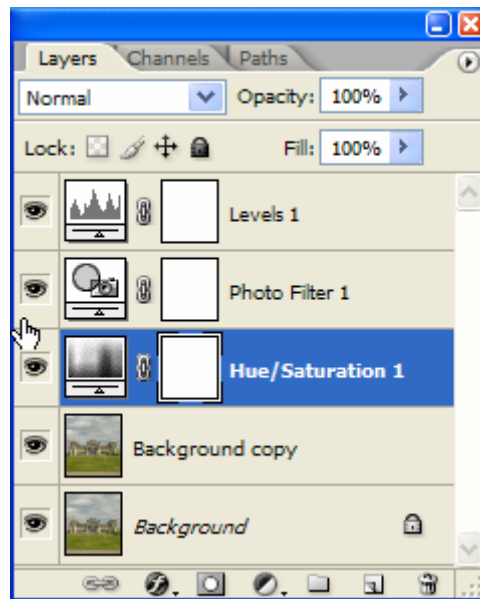 Layers Channels Paths
Normal Opacity: 100%
Lock: Fill: 100%
Levels 1
Photo Filter 1
Hue/Saturation 1
Background copy
Background